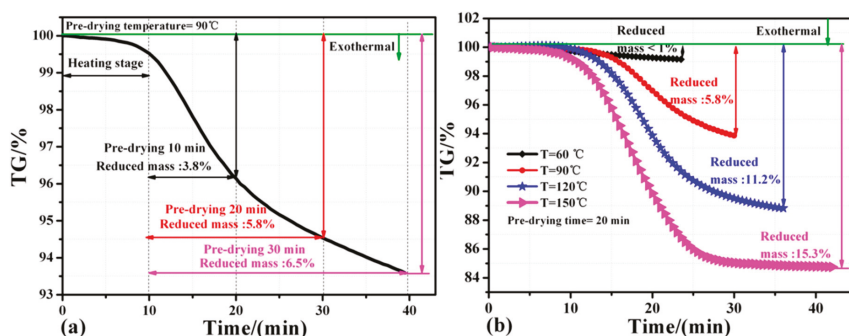 Pre-drying temperature= 90℃
100
Exothermal
99
Heating stage
98
97
Pre-drying 10 min
Reduced mass :3.8%
96
95
Pre-drying 20 min
Reduced mass :5.8%
Pre-drying 30 min
Reduced mass :6.5%
94
93
TG/%
0 10 20 30 40
(a)
Time/(min)
102
100
98
96
94
92
90
88
86
84
TG/%
Reduced
mass < 1%
Exothermal
Reduced
mass :5.8%
T=60 ℃
T=90℃
T=120℃
T=150℃
Pre-drying time= 20 min
Reduced
mass :11.2%
Reduced
mass :15.3%
0 10 20 30 40
(b)
Time/(min)